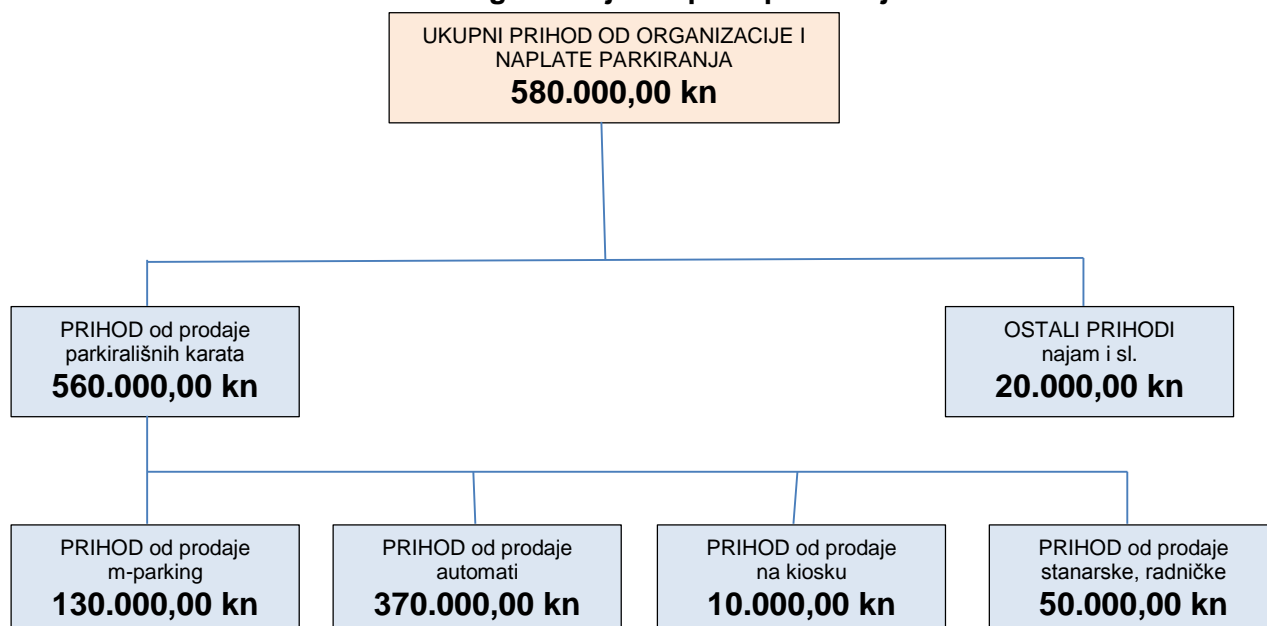 UKUPNI PRIHOD OD ORGANIZACIJE I
NAPLATE PARKIRANJA
580.000,00 kn
PRIHOD od prodaje
parkirališnih karata
560.000,00 kn
OSTALI PRIHODI
najam i sl.
20.000,00 kn
PRIHOD od prodaje
m-parking
130.000,00 kn
PRIHOD od prodaje
automati
370.000,00 kn
PRIHOD od prodaje
na kiosku
10.000,00 kn
PRIHOD od prodaje
stanarske, radničke
50.000,00 kn